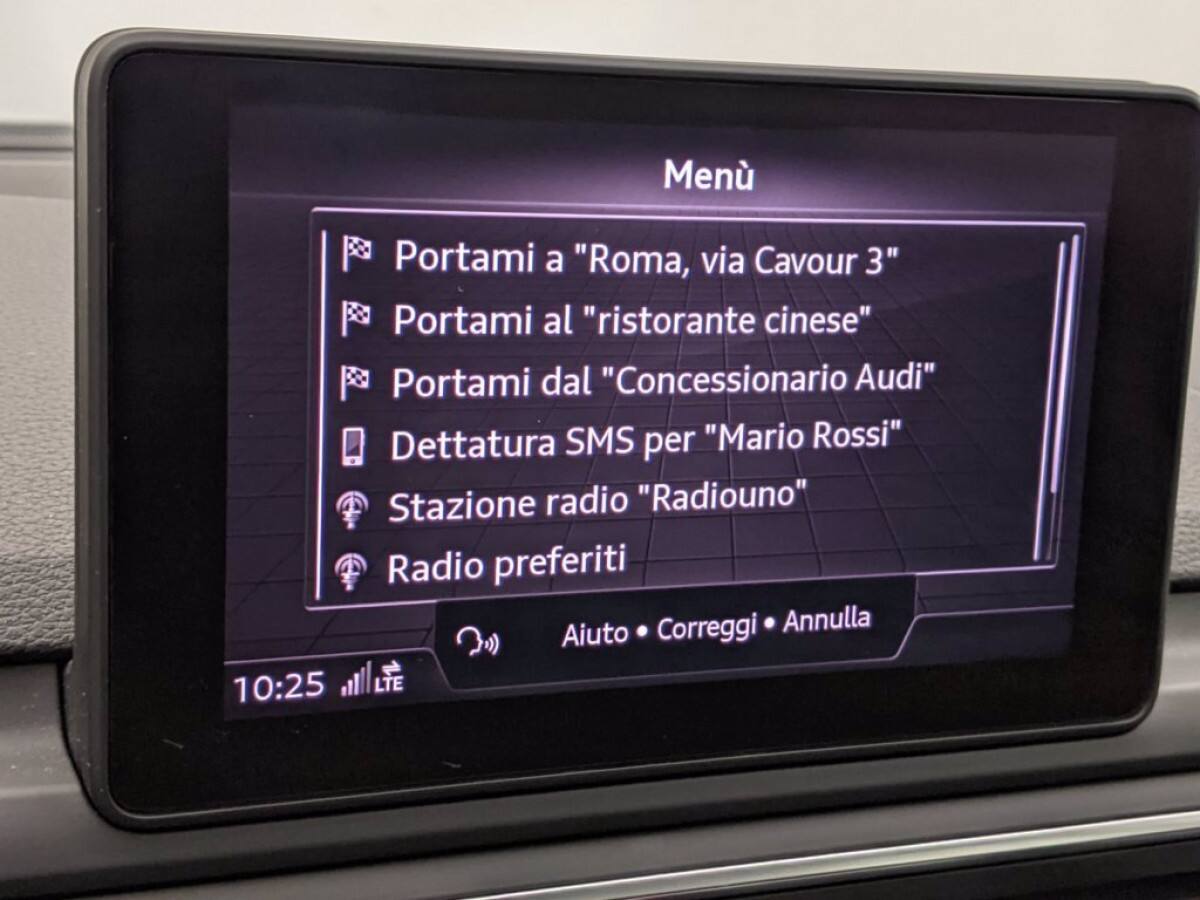 Menù
Portami a "Roma, via Cavour 3"
Portami al "ristorante cinese"
Portami dal "Concessionario Audi"
Dettatura SMS per "Mario Rossi"
Stazione radio "Radiouno"
Radio preferiti
Aiuto • Correggi • Annulla
10:25 LTE